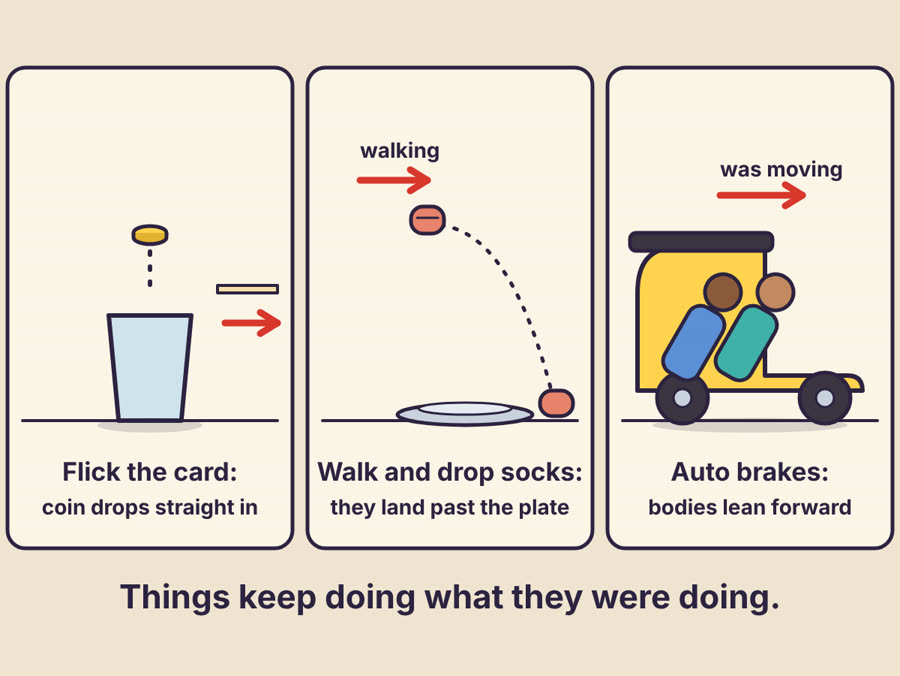 walking
was moving
Flick the card:
coin drops straight in
Walk and drop socks:
they land past the plate
Auto brakes:
bodies lean forward
Things keep doing what they were doing.